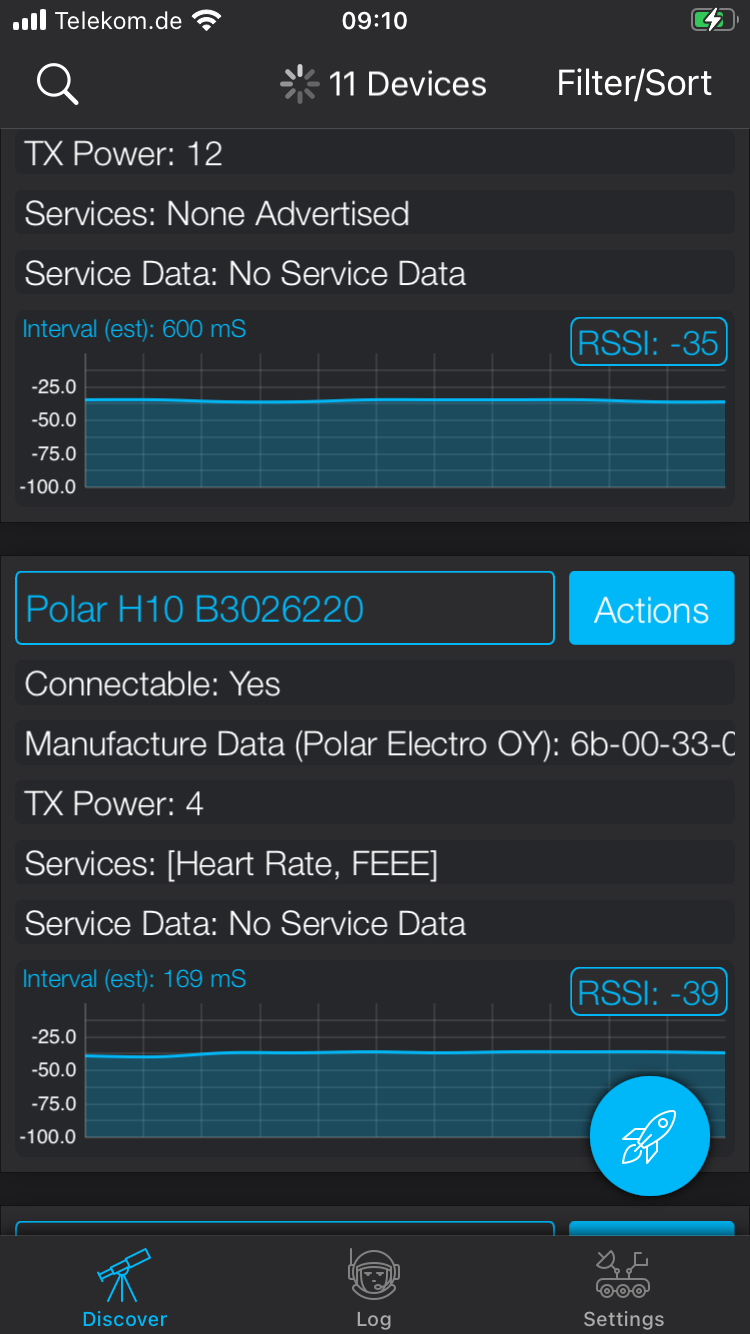 Telekom.de 09:10
11 Devices Filter/Sort
TX Power: 12
Services: None Advertised
Service Data: No Service Data
Interval (est): 600 mS
RSSI: -35
-25.0
-50.0
-75.0
-100.0
Polar H10 B3026220 Actions
Connectable: Yes
Manufacture Data (Polar Electro OY): 6b-00-33-
TX Power: 4
Services: [Heart Rate, FEEE]
Service Data: No Service Data
Interval (est): 169 mS
RSSI: -39
-25.0
-50.0
-75.0
-100.0
Discover Log Settings